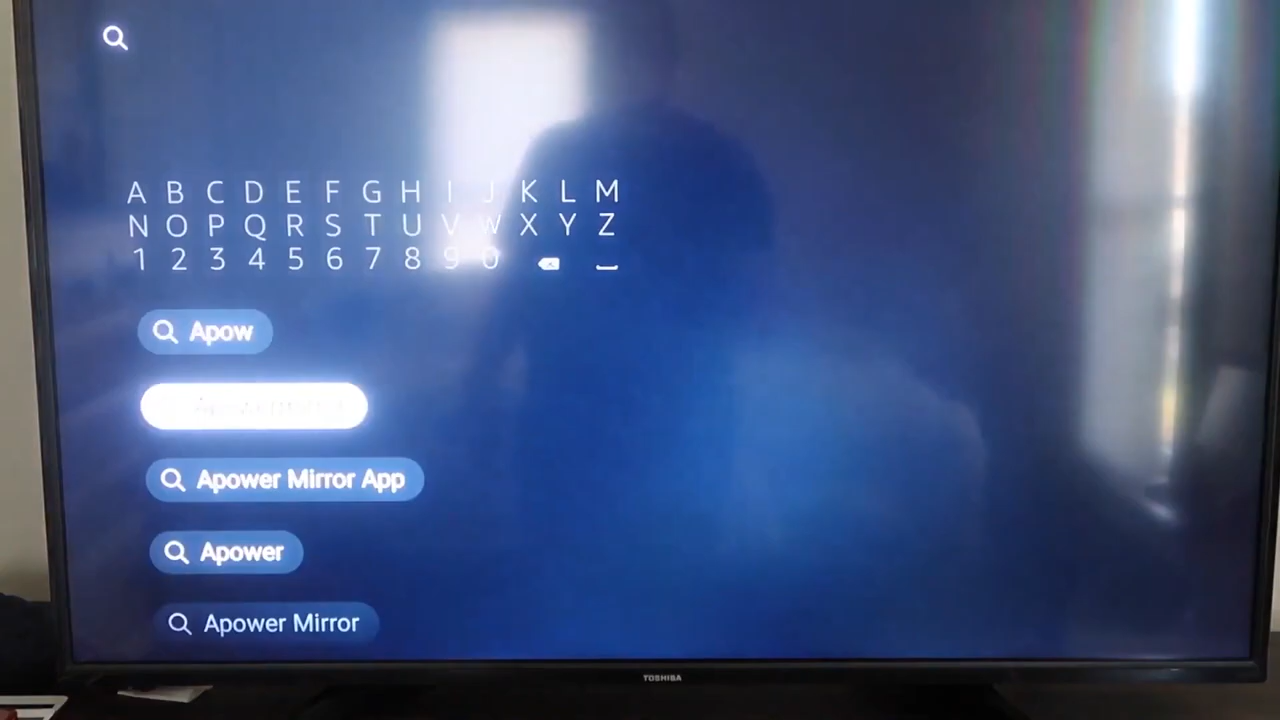 A B C D E F G H I J K L M
N O P Q R S T U V W X Y Z
1 2 3 4 5 6 7 8 9 0
Apow
Apower Mirror App
Apower
Apower Mirror
TOSHIBA